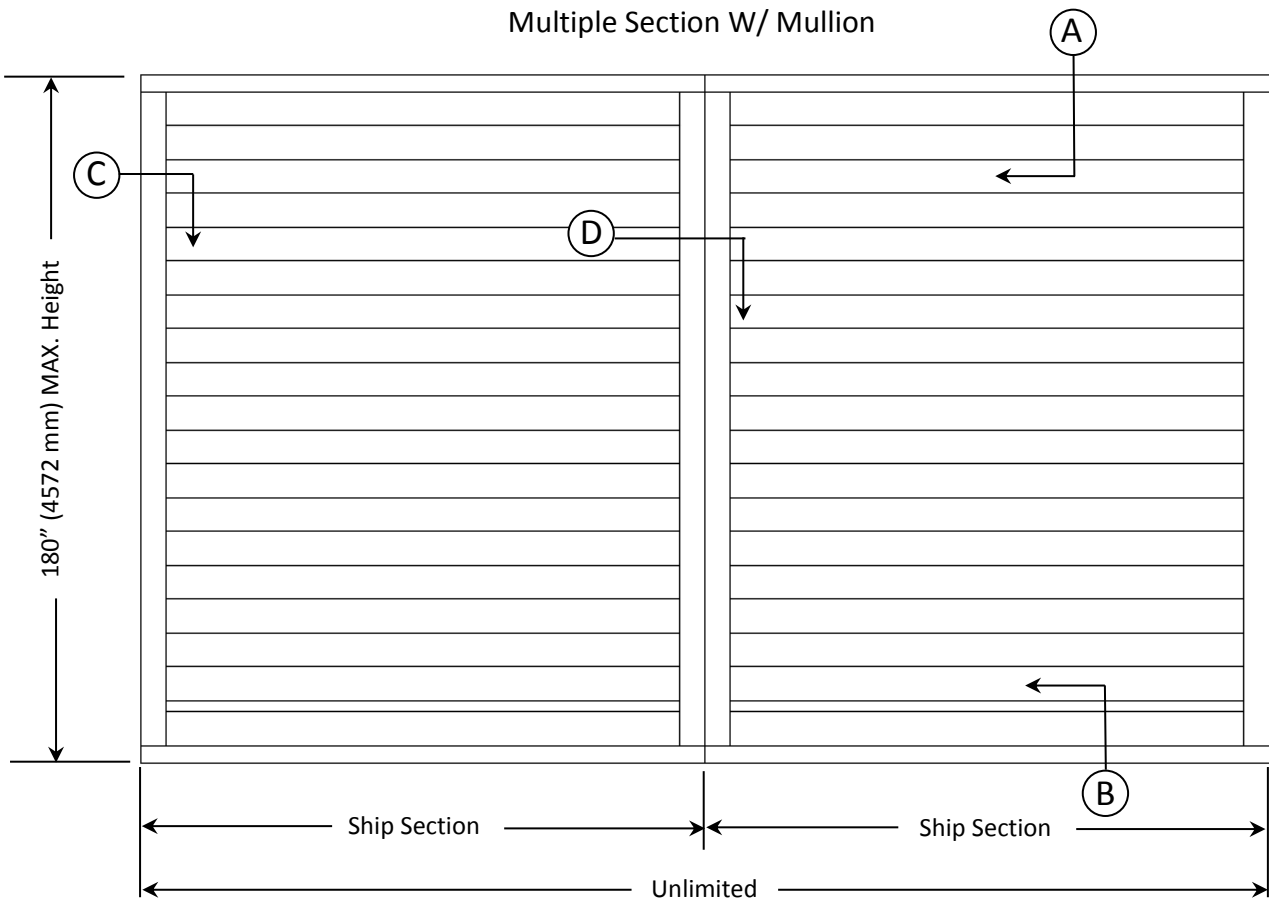 Multiple Section W/ Mullion
A
C
D
180” (4572 mm) MAX. Height
B
Ship Section
Ship Section
Unlimited